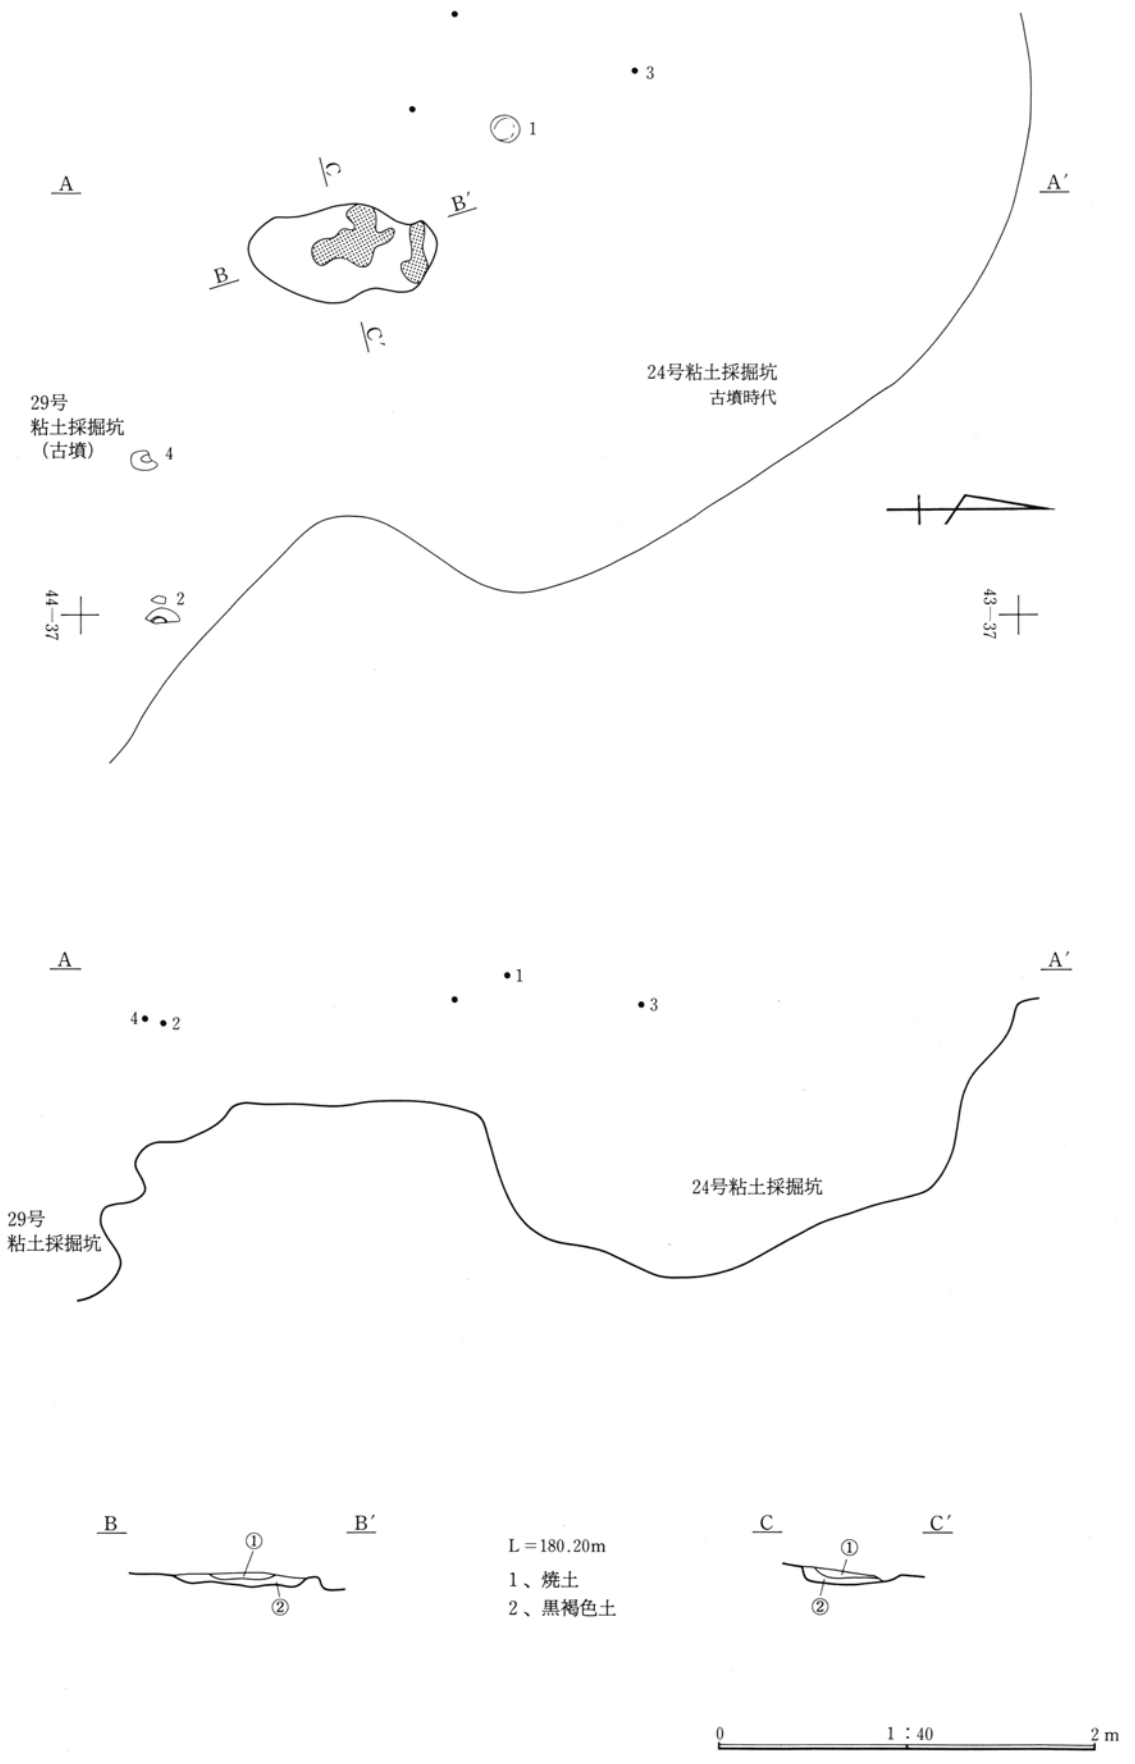 3
1
C
A
A′
B′
B
C′
24号粘土採掘坑
古墳時代
29号
粘土採掘坑
（古墳）
4
2
44—37
43—37
A
A′
1
3
4
2
24号粘土採掘坑
29号
粘土採掘坑
B
B′
①
②
L=180.20m
1、焼土
2、黒褐色土
C
C′
①
②
0
1：40
2m